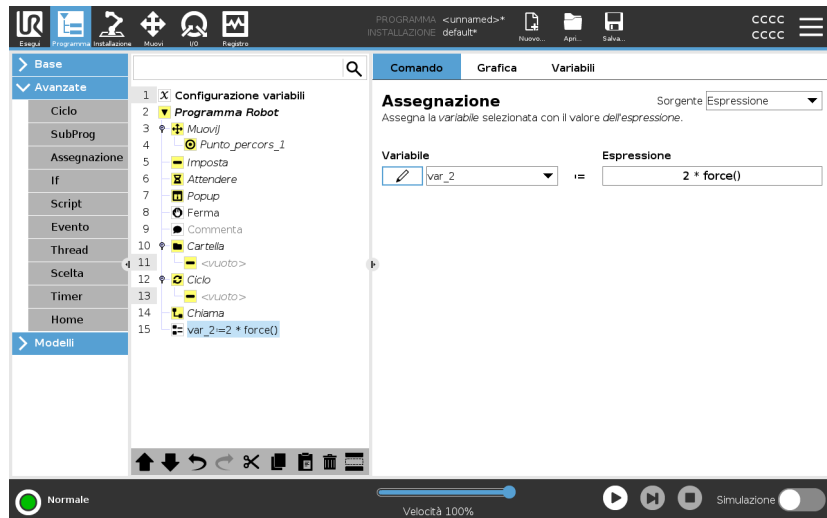 UR
PROGRAMMA <unnamed>*
INSTALLAZIONE default*
Esegui Programma Installazione Muovi I/O Registro Nuovo... Apri... Salva...
CCCC
CCCC
Base
Avanzate
Ciclo
SubProg
Assegnazione
If
Script
Evento
Thread
Scelta
Timer
Home
Modelli
1 X Configurazione variabili
2 Programma Robot
3 MuoviJ
4 Punto_percors_1
5 Imposta
6 Attendere
7 Popup
8 Ferma
9 Commenta
10 Cartella
11 <vuoto>
12 Ciclo
13 <vuoto>
14 Chiama
15 var_2:=2 * force()
Comando Grafica Variabili
Assegnazione
Sorgente Espressione
Assegna la variabile selezionata con il valore dell'espressione.
Variabile Espressione
var_2 := 2 * force()
Normale
Velocità 100%
Simulazione